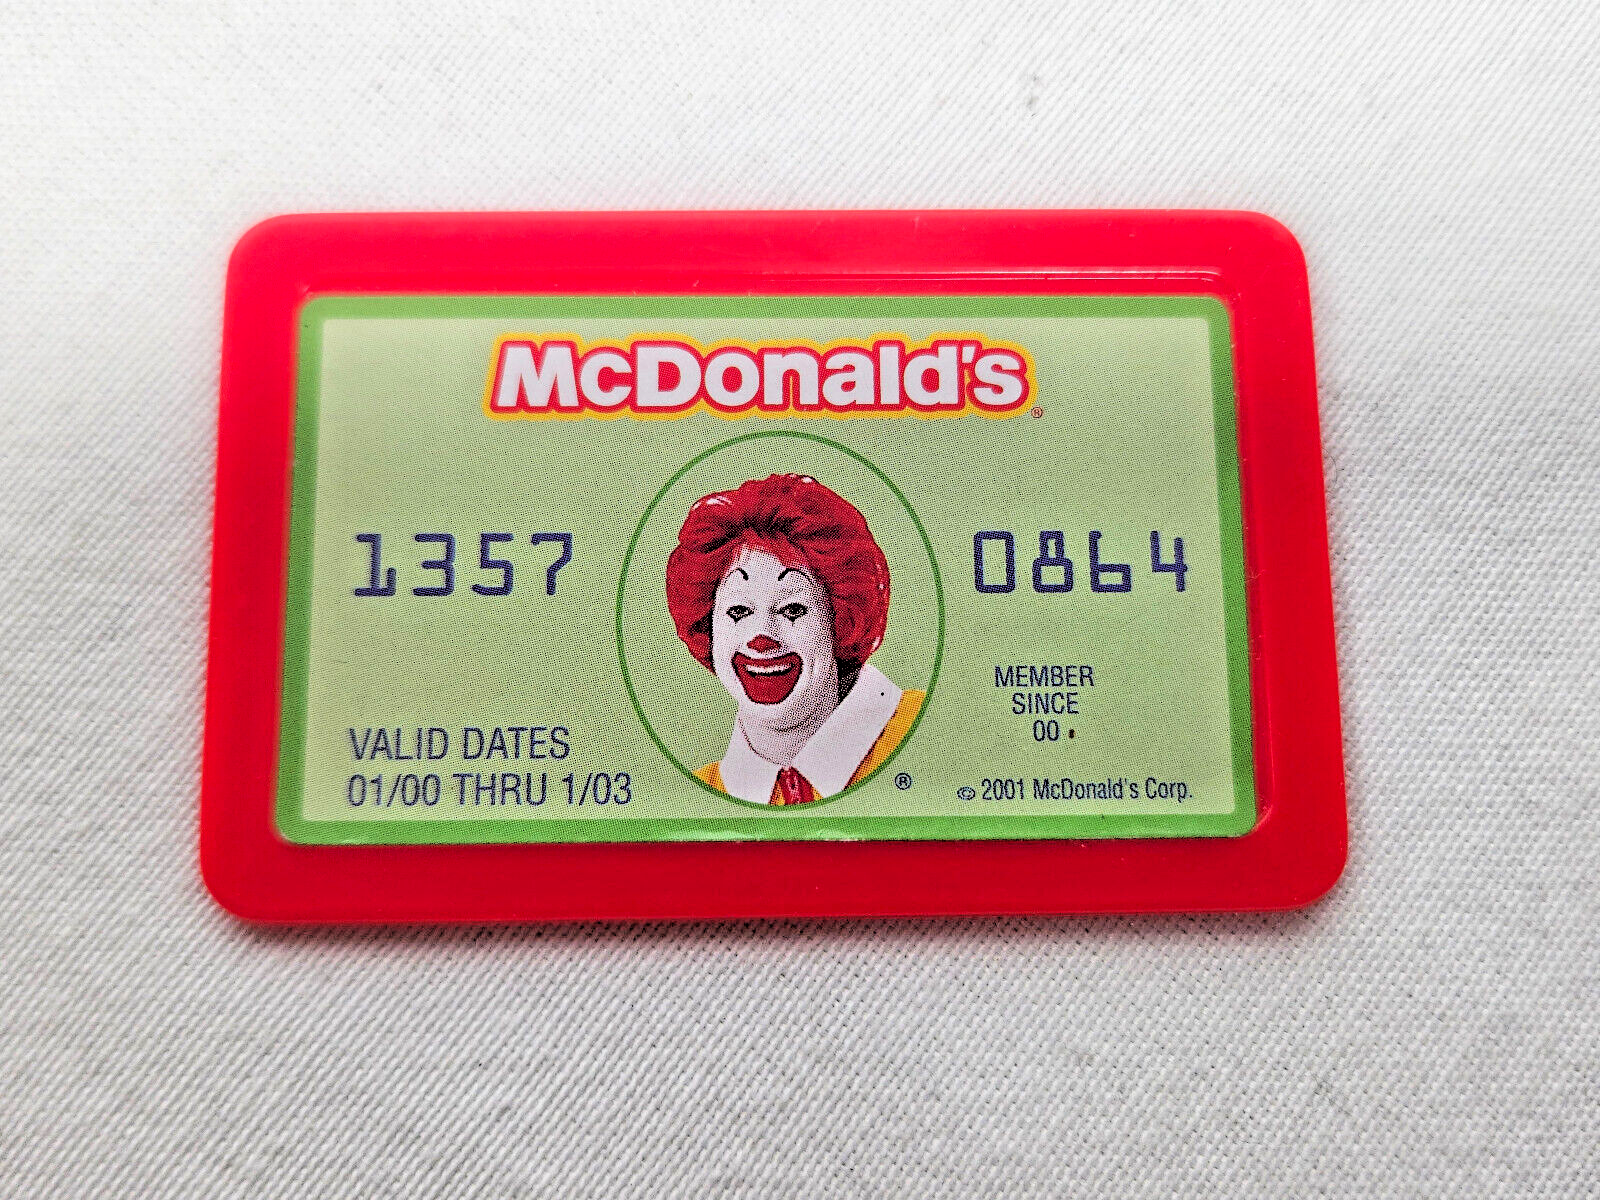 McDonald's®
1357 0864
MEMBER
SINCE
00
VALID DATES
01/00 THRU 1/03
®
© 2001 McDonald's Corp.